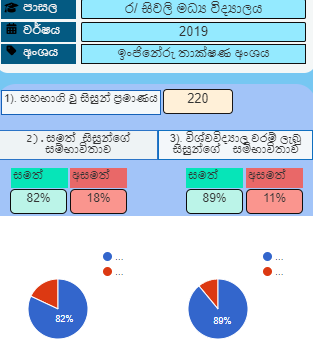 පාසල ර/ සිවලි මධ්‍ය විද්‍යාලය
වර්ෂය 2019
අංශය ඉංජිනේරු තාක්ෂණ අංශය
1). සහභාගි වූ සිසුන් ප්‍රමාණය 220
2) . සමත් සිසුන්ගේ
සම්භාවිතාව
3) විශ්වවිද්‍යාල වරම් ලැබූ
සිසුන්ගේ සම්භාවිතාව
සමත් අසමත් සමත් අසමත්
82% 18% 89% 11%
... ...
... ...
82% 89%